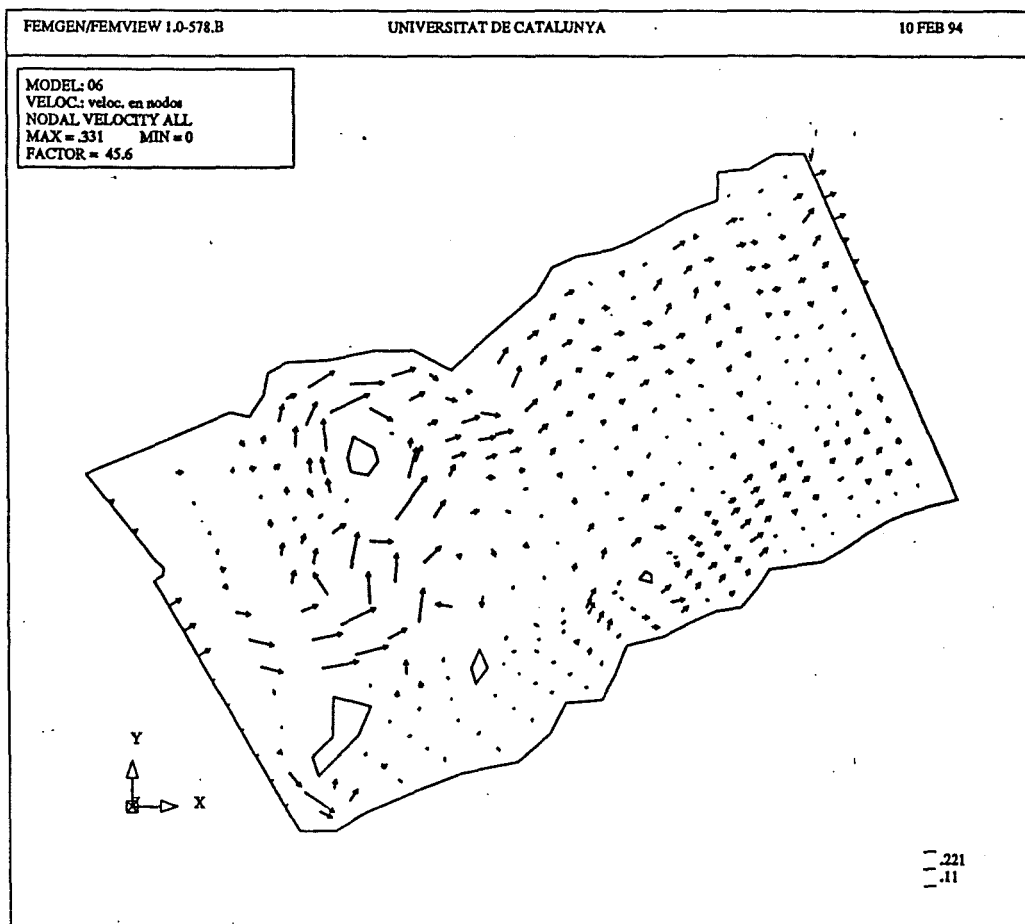 FEMGEN/FEMVIEW 1.0-578.B UNIVERSITAT DE CATALUNYA 10 FEB 94
MODEL: 06
VELOC.: veloc. en nodos
NODAL VELOCITY ALL
MAX = .331 MIN = 0
FACTOR = 45.6
Y
X
.221
.11